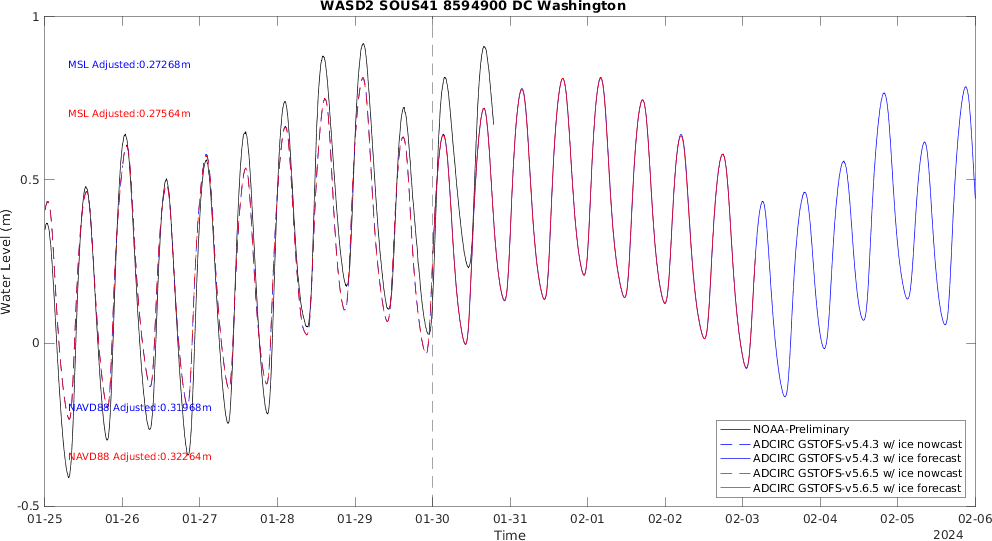 WASD2 SOUS41 8594900 DC Washington
1
0.5
0
-0.5
Water Level (m)
MSL Adjusted:0.27268m
MSL Adjusted:0.27564m
NAVD88 Adjusted:0.31968m
NAVD88 Adjusted:0.32264m
NOAA-Preliminary
ADCIRC GSTOFS-v5.4.3 w/ ice nowcast
ADCIRC GSTOFS-v5.4.3 w/ ice forecast
ADCIRC GSTOFS-v5.6.5 w/ ice nowcast
ADCIRC GSTOFS-v5.6.5 w/ ice forecast
01-25 01-26 01-27 01-28 01-29 01-30 01-31 02-01 02-02 02-03 02-04 02-05 02-06
Time
2024